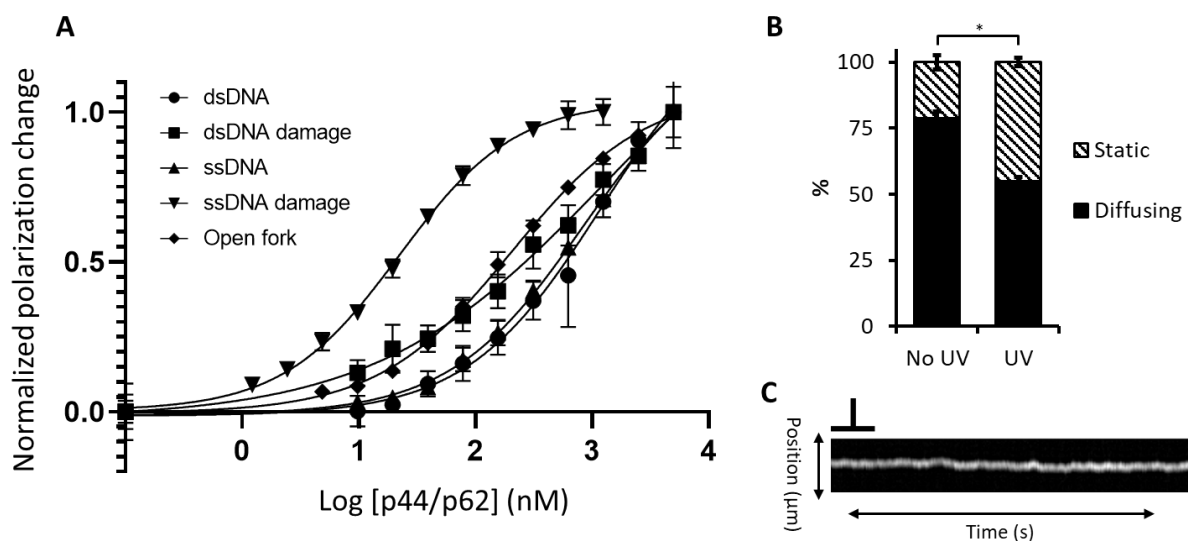 A
Normalized polarization change
1.0
0.5
0.0
dsDNA
dsDNA damage
ssDNA
ssDNA damage
Open fork
0 1 2 3 4
Log [p44/p62] (nM)
B
*
%
100
75
50
25
0
No UV UV
Static
Diffusing
C
Position (μm)
Time (s)